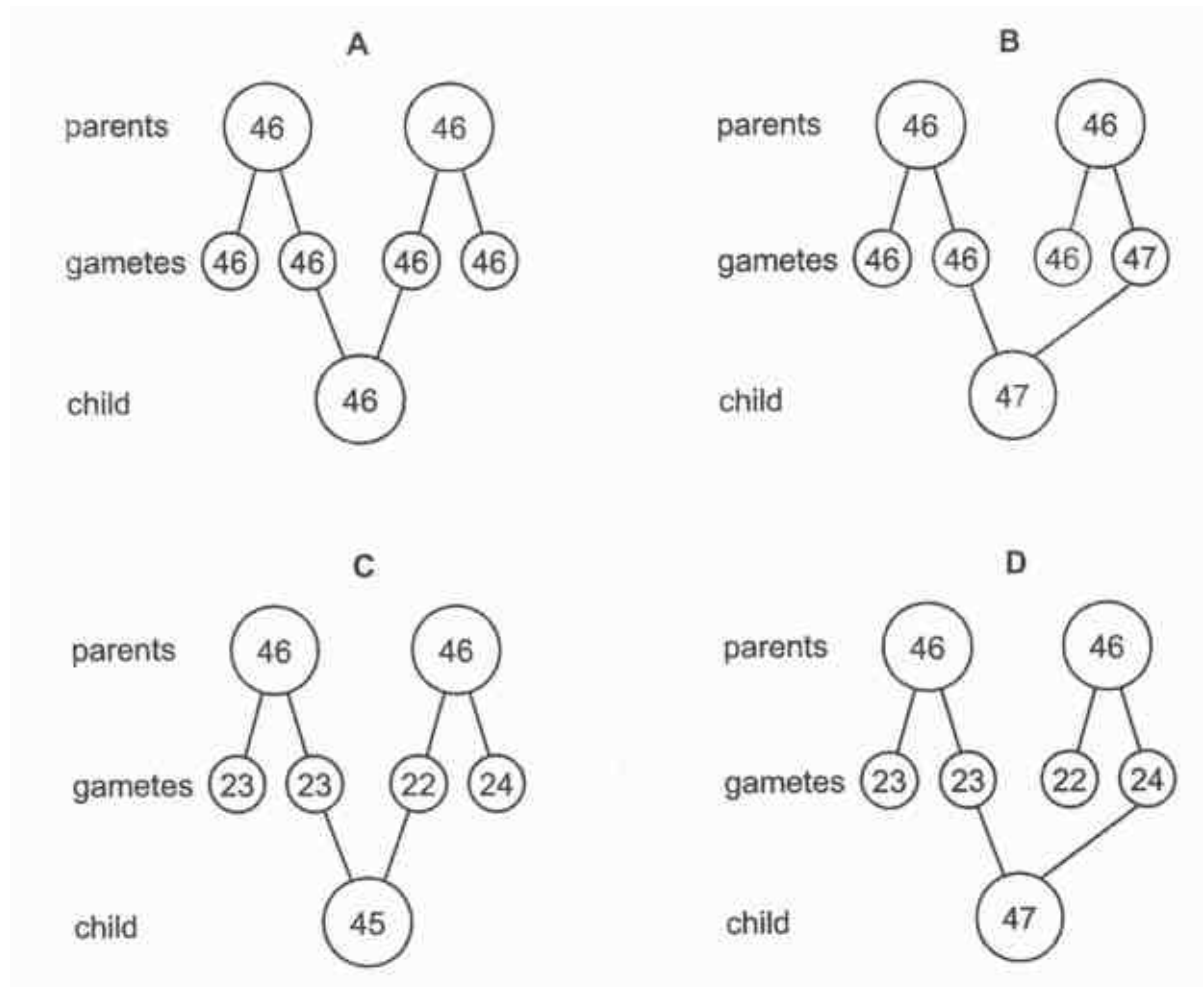 A
parents 46 46
gametes 46 46 46 46
child 46
B
parents 46 46
gametes 46 46 46 47
child 47
C
parents 46 46
gametes 23 23 22 24
child 45
D
parents 46 46
gametes 23 23 22 24
child 47